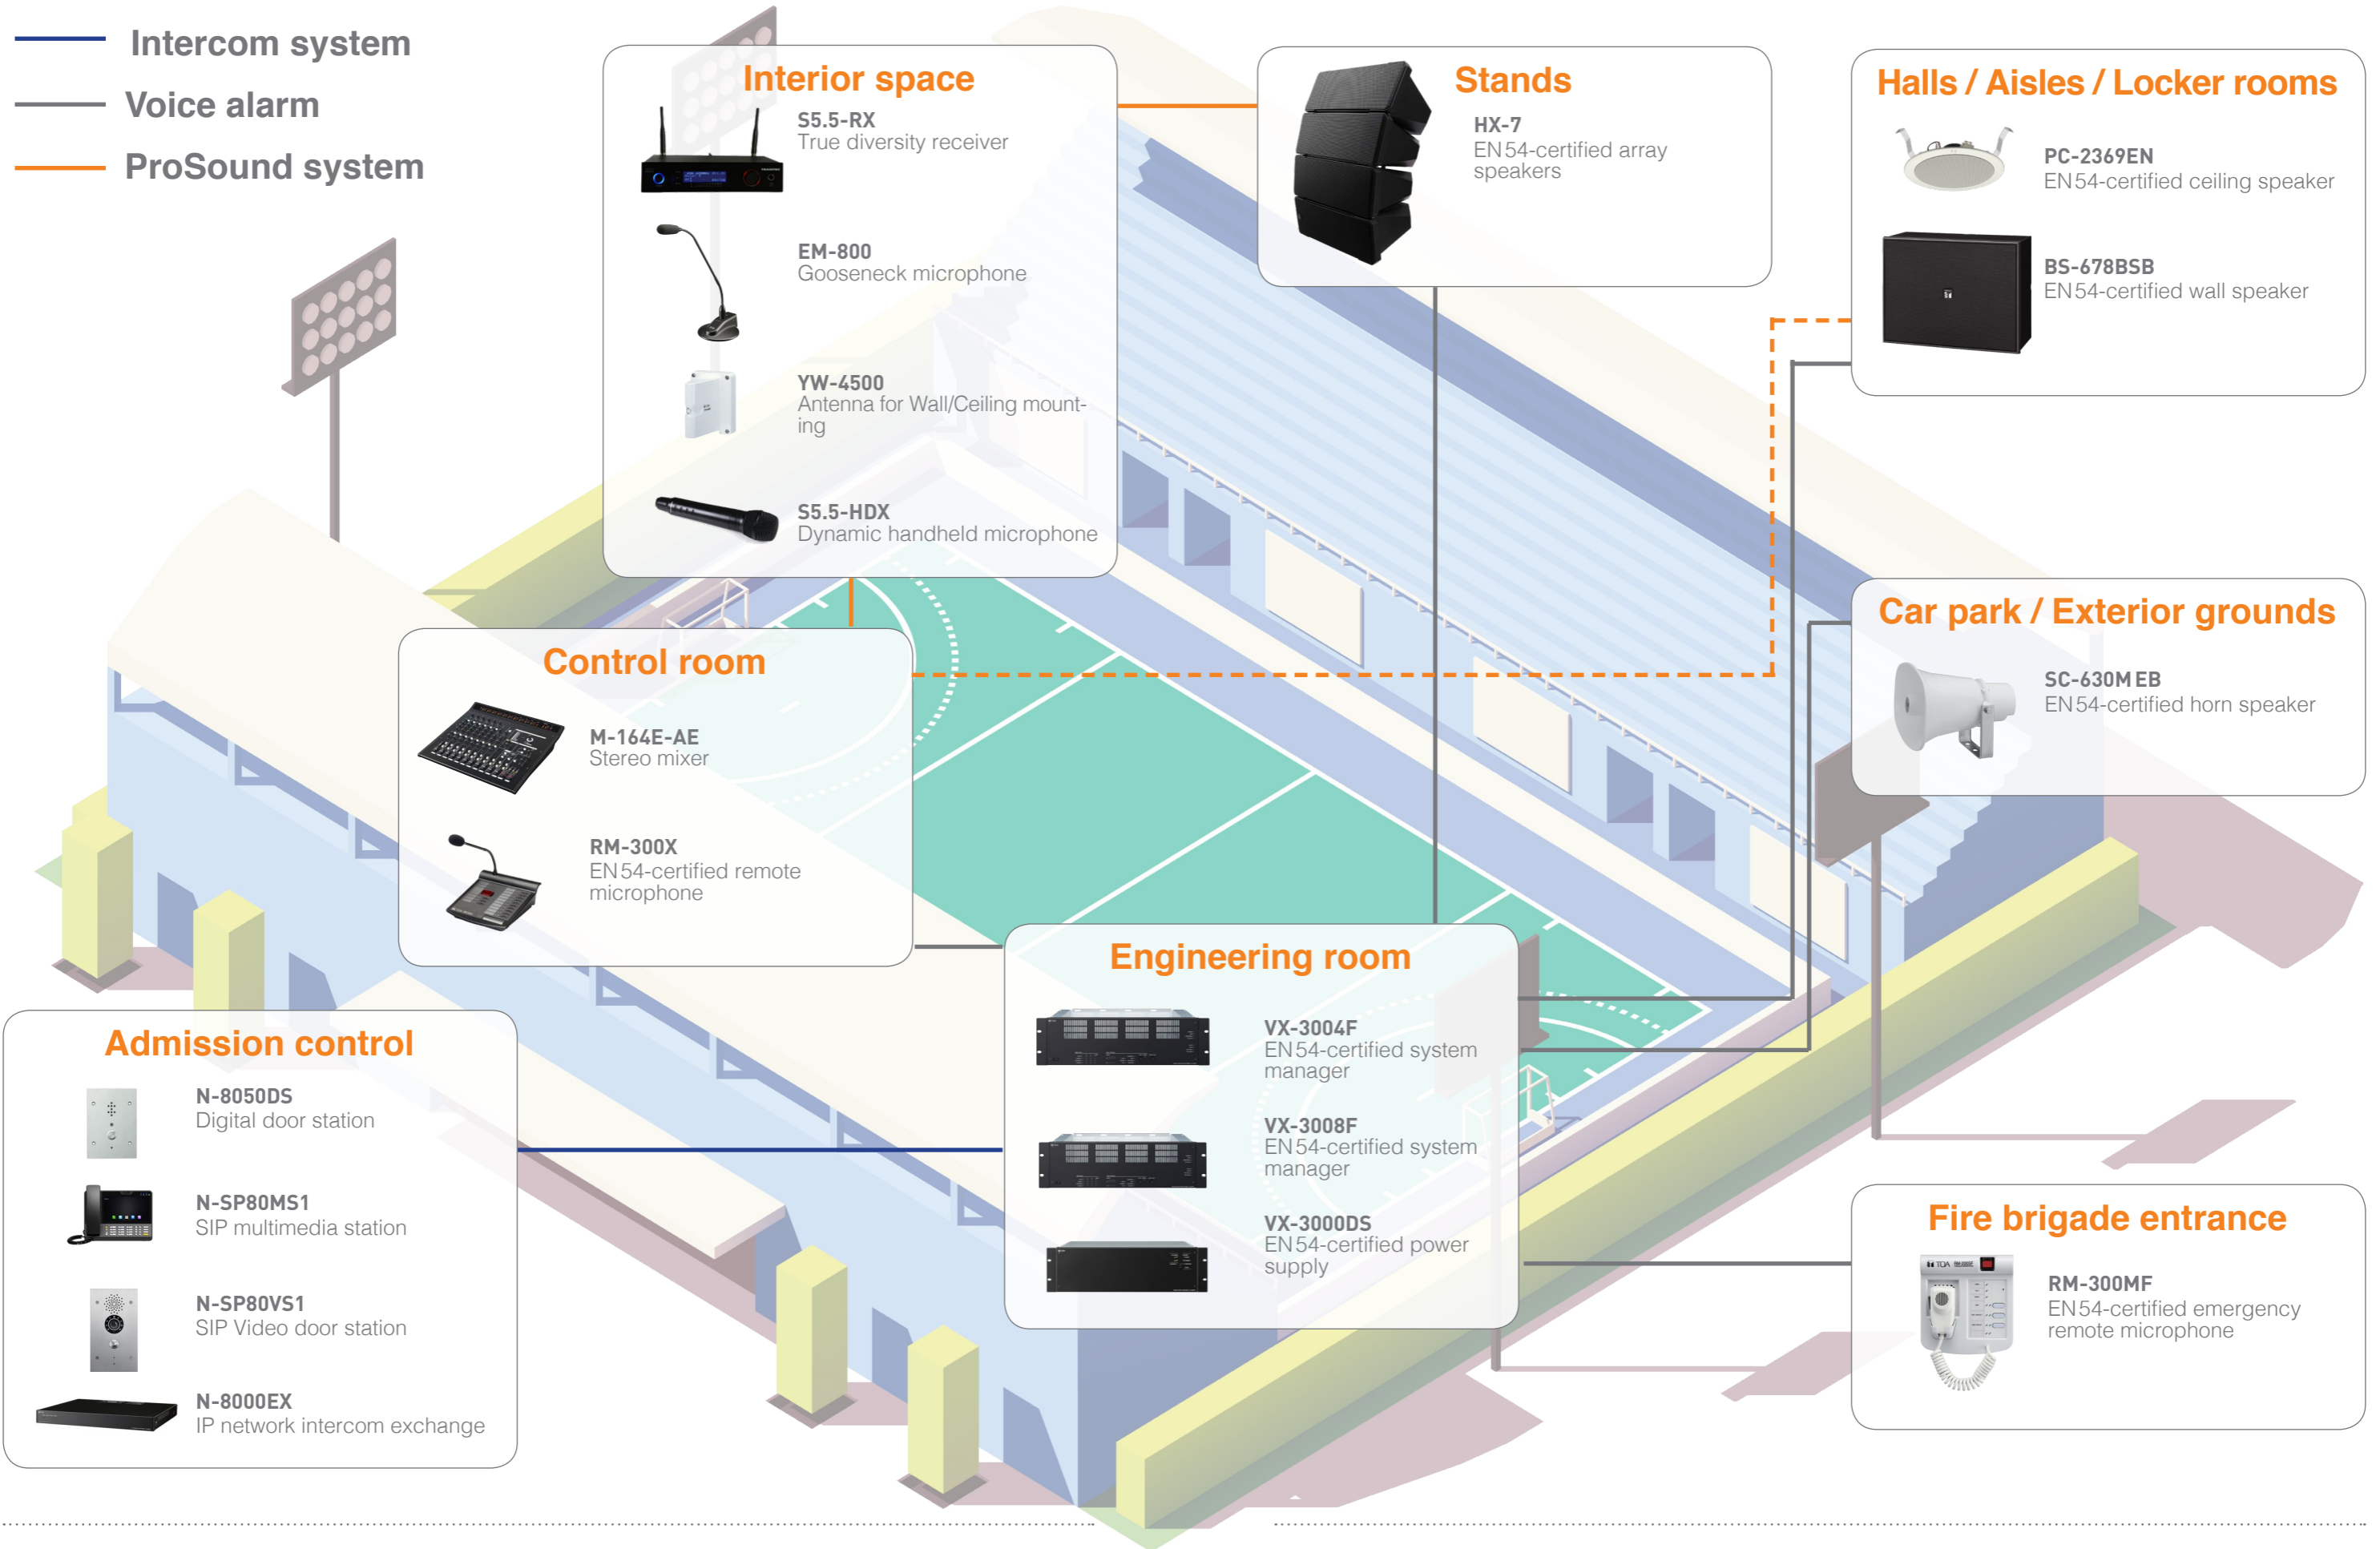 Intercom system
Voice alarm
ProSound system
Interior space
S5.5-RX
True diversity receiver
EM-800
Gooseneck microphone
YW-4500
Antenna for Wall/Ceiling mount-
ing
S5.5-HDX
Dynamic handheld microphone
Stands
HX-7
EN54-certified array
speakers
Halls / Aisles / Locker rooms
PC-2369EN
EN54-certified ceiling speaker
BS-678BSB
EN54-certified wall speaker
Control room
M-164E-AE
Stereo mixer
RM-300X
EN54-certified remote
microphone
Car park / Exterior grounds
SC-630M EB
EN54-certified horn speaker
Engineering room
VX-3004F
EN54-certified system
manager
VX-3008F
EN54-certified system
manager
VX-3000DS
EN54-certified power
supply
Admission control
N-8050DS
Digital door station
N-SP80MS1
SIP multimedia station
N-SP80VS1
SIP Video door station
N-8000EX
IP network intercom exchange
Fire brigade entrance
TOA
RM-300MF
EN54-certified emergency
remote microphone